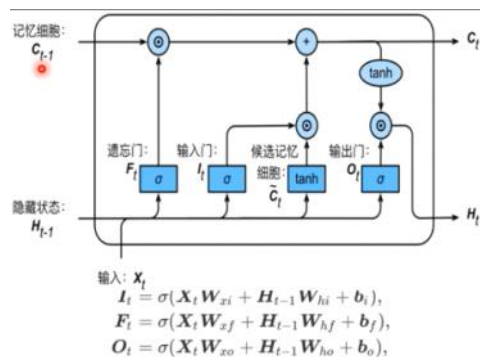 记忆细胞：
C_{t-1}
C_t
tanh
遗忘门：
F_t
输入门：
I_t
候选记忆
细胞：
C̃_t
输出门：
O_t
σ
σ
tanh
σ
隐藏状态：
H_{t-1}
H_t
输入：X_t
I_t = σ(X_t W_{xi} + H_{t-1} W_{hi} + b_i),
F_t = σ(X_t W_{xf} + H_{t-1} W_{hf} + b_f),
O_t = σ(X_t W_{xo} + H_{t-1} W_{ho} + b_o),